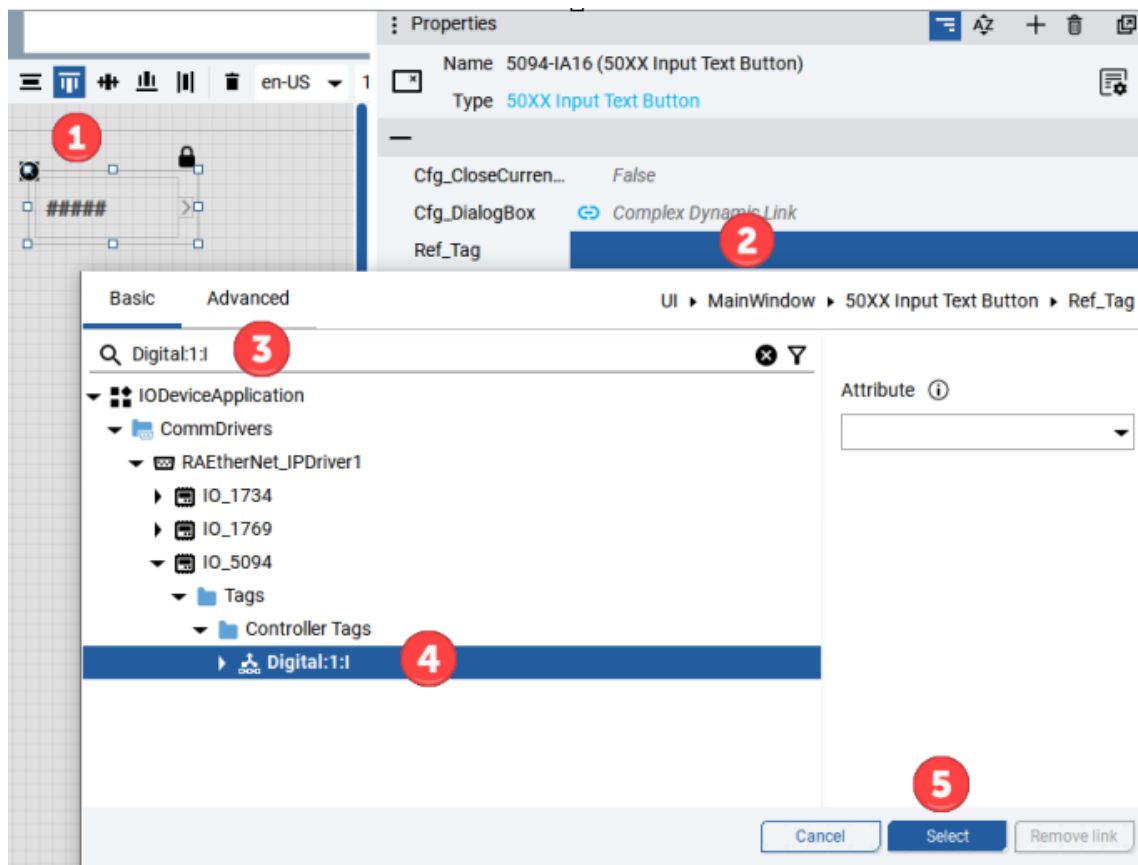 Properties
AZ
en-US
1
Name 5094-IA16 (50XX Input Text Button)
Type 50XX Input Text Button
1
Cfg_CloseCurren... False
#####
Cfg_DialogBox Complex Dynamic Link
2
Ref_Tag
Basic Advanced UI ▸ MainWindow ▸ 50XX Input Text Button ▸ Ref_Tag
Digital:1:I
3
IODeviceApplication
Attribute
CommDrivers
RAEtherNet_IPDriver1
IO_1734
IO_1769
IO_5094
Tags
Controller Tags
Digital:1:I
4
5
Cancel Select Remove link